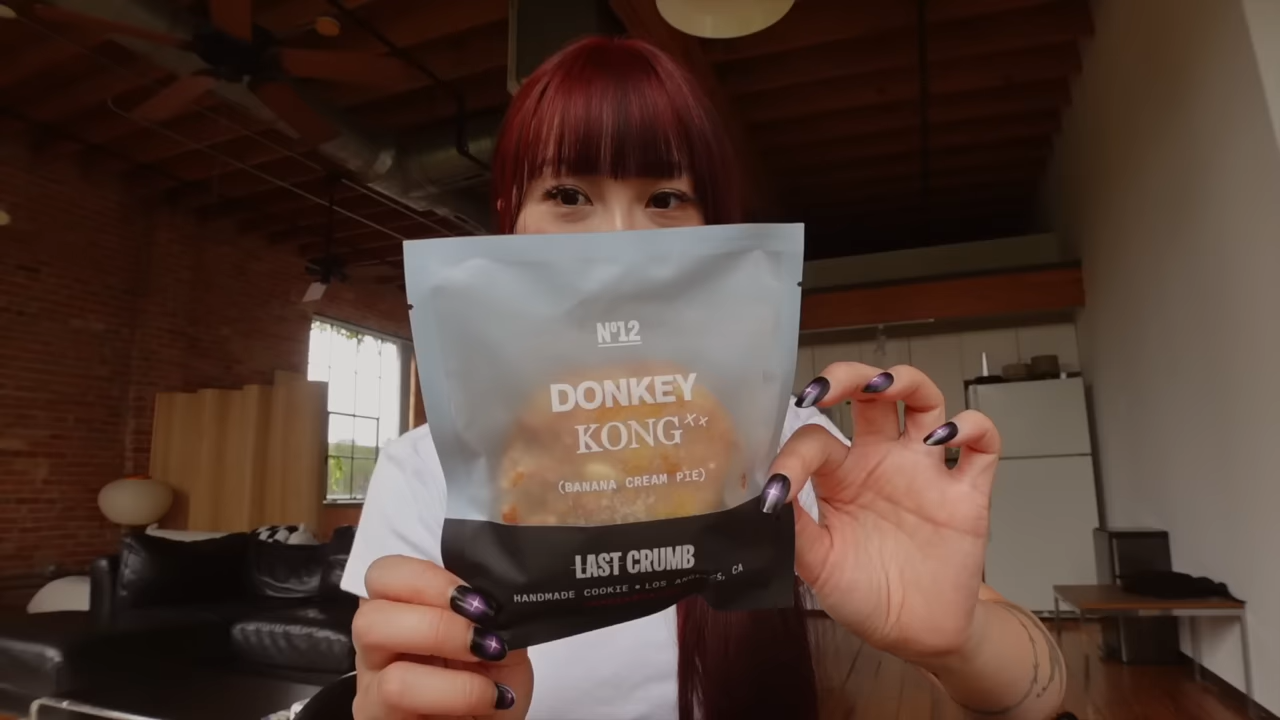 Nº12
DONKEY
KONG××
(BANANA CREAM PIE)
LAST CRUMB
HANDMADE COOKIE • LOS ANGELES, CA